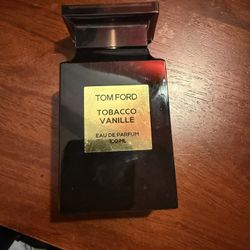 TOM FORD
TOBACCO
VANILLE
EAU DE PARFUM
100 ML